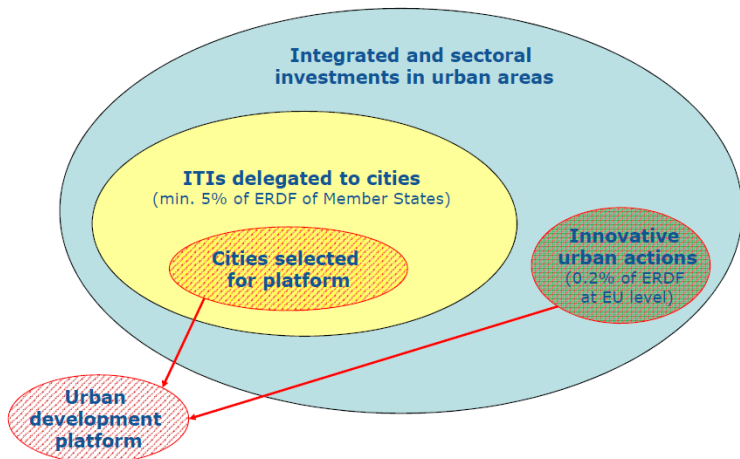 Integrated and sectoral
investments in urban areas
ITIs delegated to cities
(min. 5% of ERDF of Member States)
Cities selected
for platform
Innovative
urban actions
(0.2% of ERDF
at EU level)
Urban
development
platform